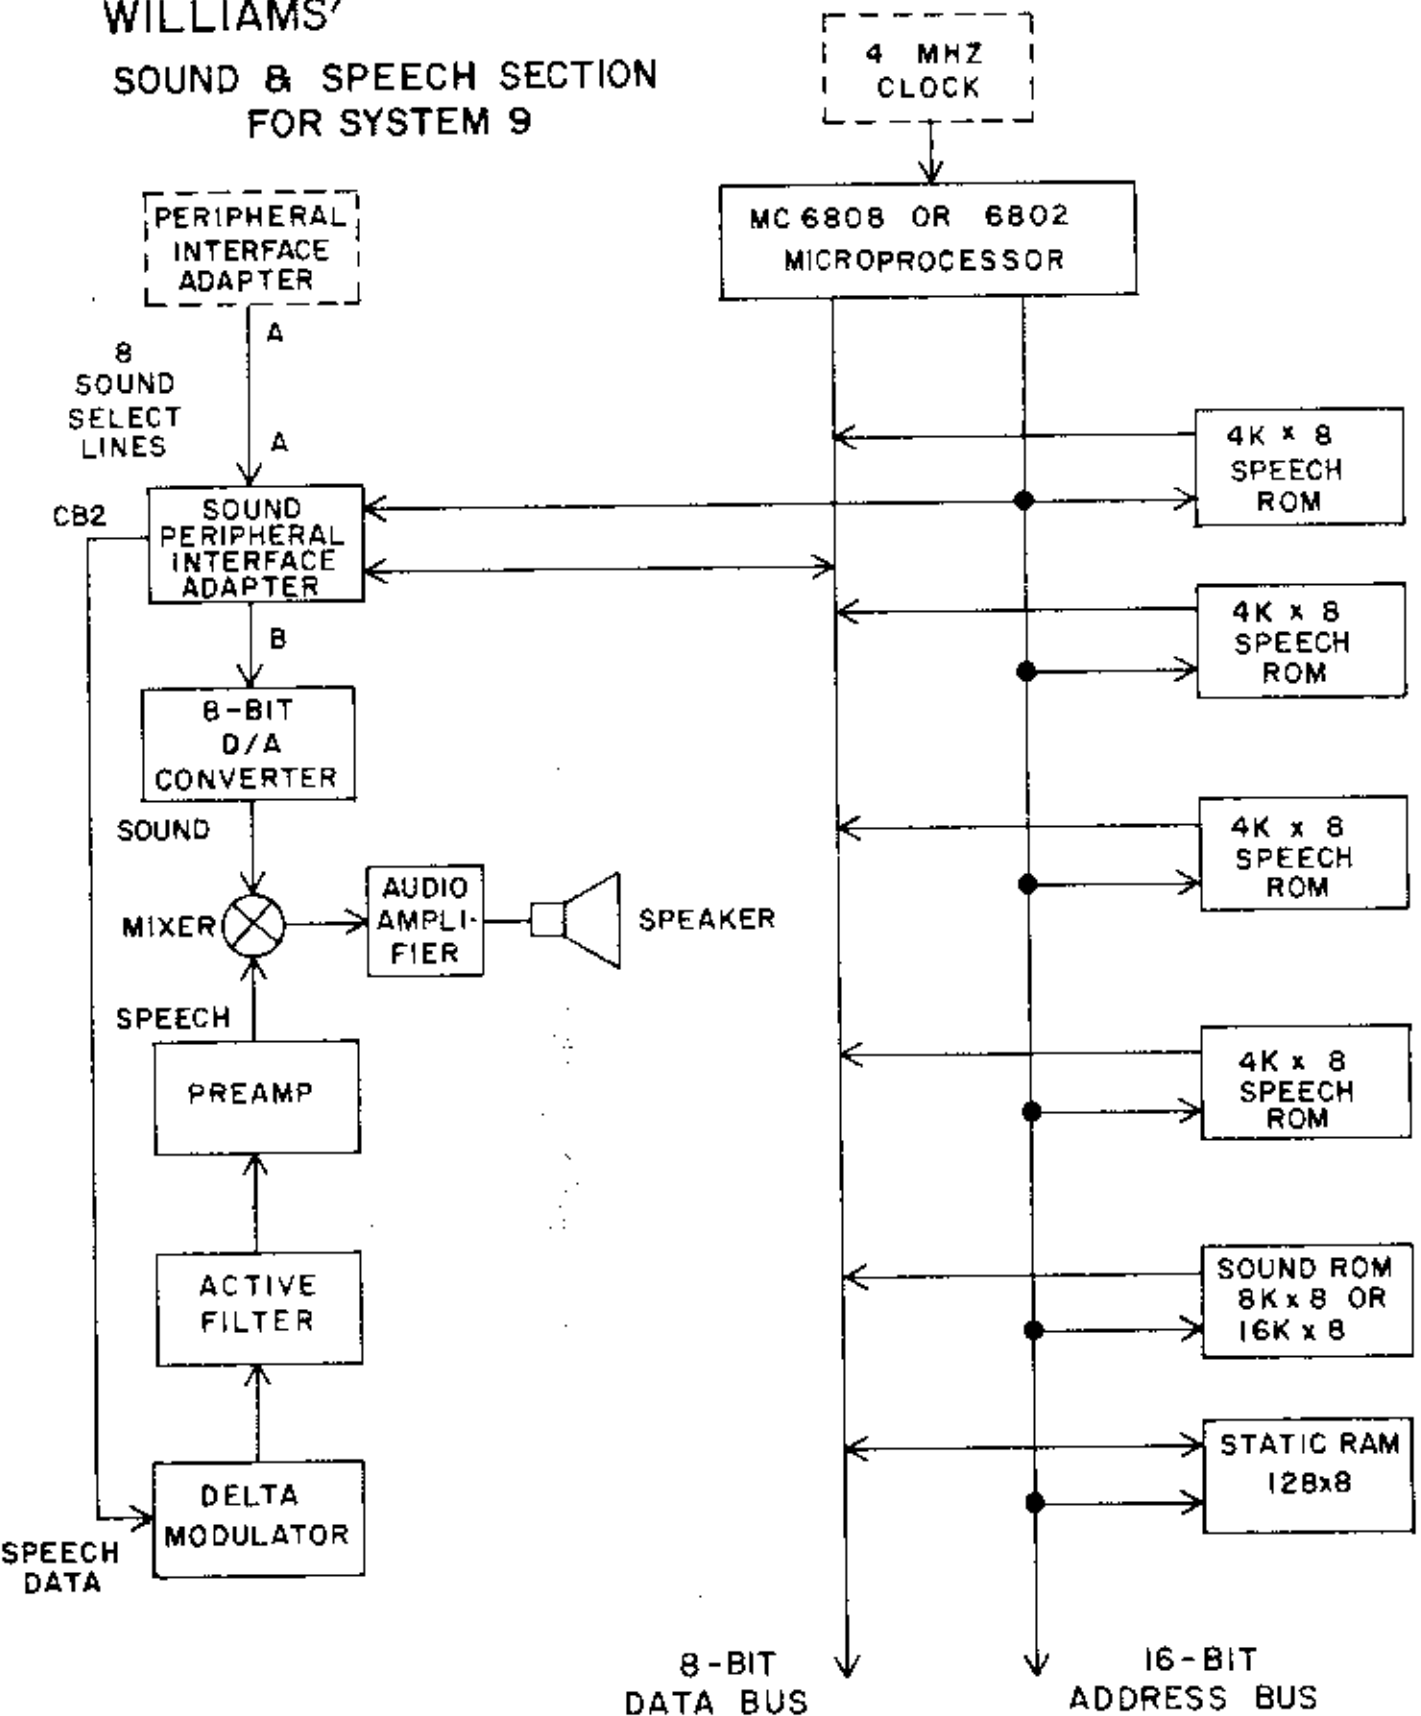 WILLIAMS'
SOUND & SPEECH SECTION
FOR SYSTEM 9
4 MHZ
CLOCK
MC 6808 OR 6802
MICROPROCESSOR
PERIPHERAL
INTERFACE
ADAPTER
A
8
SOUND
SELECT
LINES
A
CB2
SOUND
PERIPHERAL
INTERFACE
ADAPTER
B
8-BIT
D/A
CONVERTER
SOUND
MIXER
AUDIO
AMPLI-
FIER
SPEAKER
SPEECH
PREAMP
ACTIVE
FILTER
DELTA
MODULATOR
SPEECH
DATA
4K x 8
SPEECH
ROM
4K x 8
SPEECH
ROM
4K x 8
SPEECH
ROM
4K x 8
SPEECH
ROM
SOUND ROM
8K x 8 OR
16K x 8
STATIC RAM
128x8
8-BIT
DATA BUS
16-BIT
ADDRESS BUS